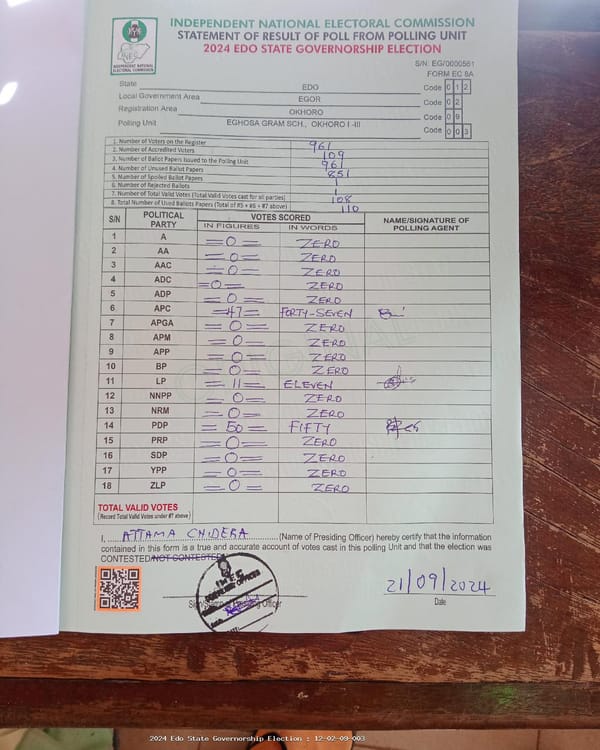 INDEPENDENT NATIONAL ELECTORAL COMMISSION
STATEMENT OF RESULT OF POLL FROM POLLING UNIT
2024 EDO STATE GOVERNORSHIP ELECTION
INEC
INDEPENDENT NATIONAL
ELECTORAL COMMISSION
S/N: EG/0000561
FORM EC 8A
State EDO Code 0 1 2
Local Government Area EGOR Code 0 2
Registration Area OKHORO Code 0 9
Polling Unit EGHOSA GRAM SCH., OKHORO I -III Code 0 0 3
1. Number of Voters on the Register 961
2. Number of Accredited Voters 109
3. Number of Ballot Papers Issued to the Polling Unit 961
4. Number of Unused Ballot Papers 851
5. Number of Spoiled Ballot Papers 1
6. Number of Rejected Ballots 1
7. Number of Total Valid Votes (Total Valid Votes cast for all parties) 108
8. Total Number of Used Ballots Papers (Total of #5 + #6 + #7 above) 110
S/N POLITICAL PARTY VOTES SCORED NAME/SIGNATURE OF POLLING AGENT
IN FIGURES IN WORDS
1 A =0= ZERO
2 AA =0= ZERO
3 AAC =0= ZERO
4 ADC =0= ZERO
5 ADP =0= ZERO
6 APC =47= FORTY-SEVEN
7 APGA =0= ZERO
8 APM =0= ZERO
9 APP =0= ZERO
10 BP =0= ZERO
11 LP =11= ELEVEN
12 NNPP =0= ZERO
13 NRM =0= ZERO
14 PDP =50= FIFTY
15 PRP =0= ZERO
16 SDP =0= ZERO
17 YPP =0= ZERO
18 ZLP =0= ZERO
TOTAL VALID VOTES
(Record Total Valid Votes under #7 above)
I, ATTAMA CHIDERA (Name of Presiding Officer) hereby certify that the information
contained in this form is a true and accurate account of votes cast in this polling Unit and that the election was
CONTESTED/NOT CONTESTED
Officer
21/09/2024
Date
2024 Edo State Governorship Election : 12-02-09-003